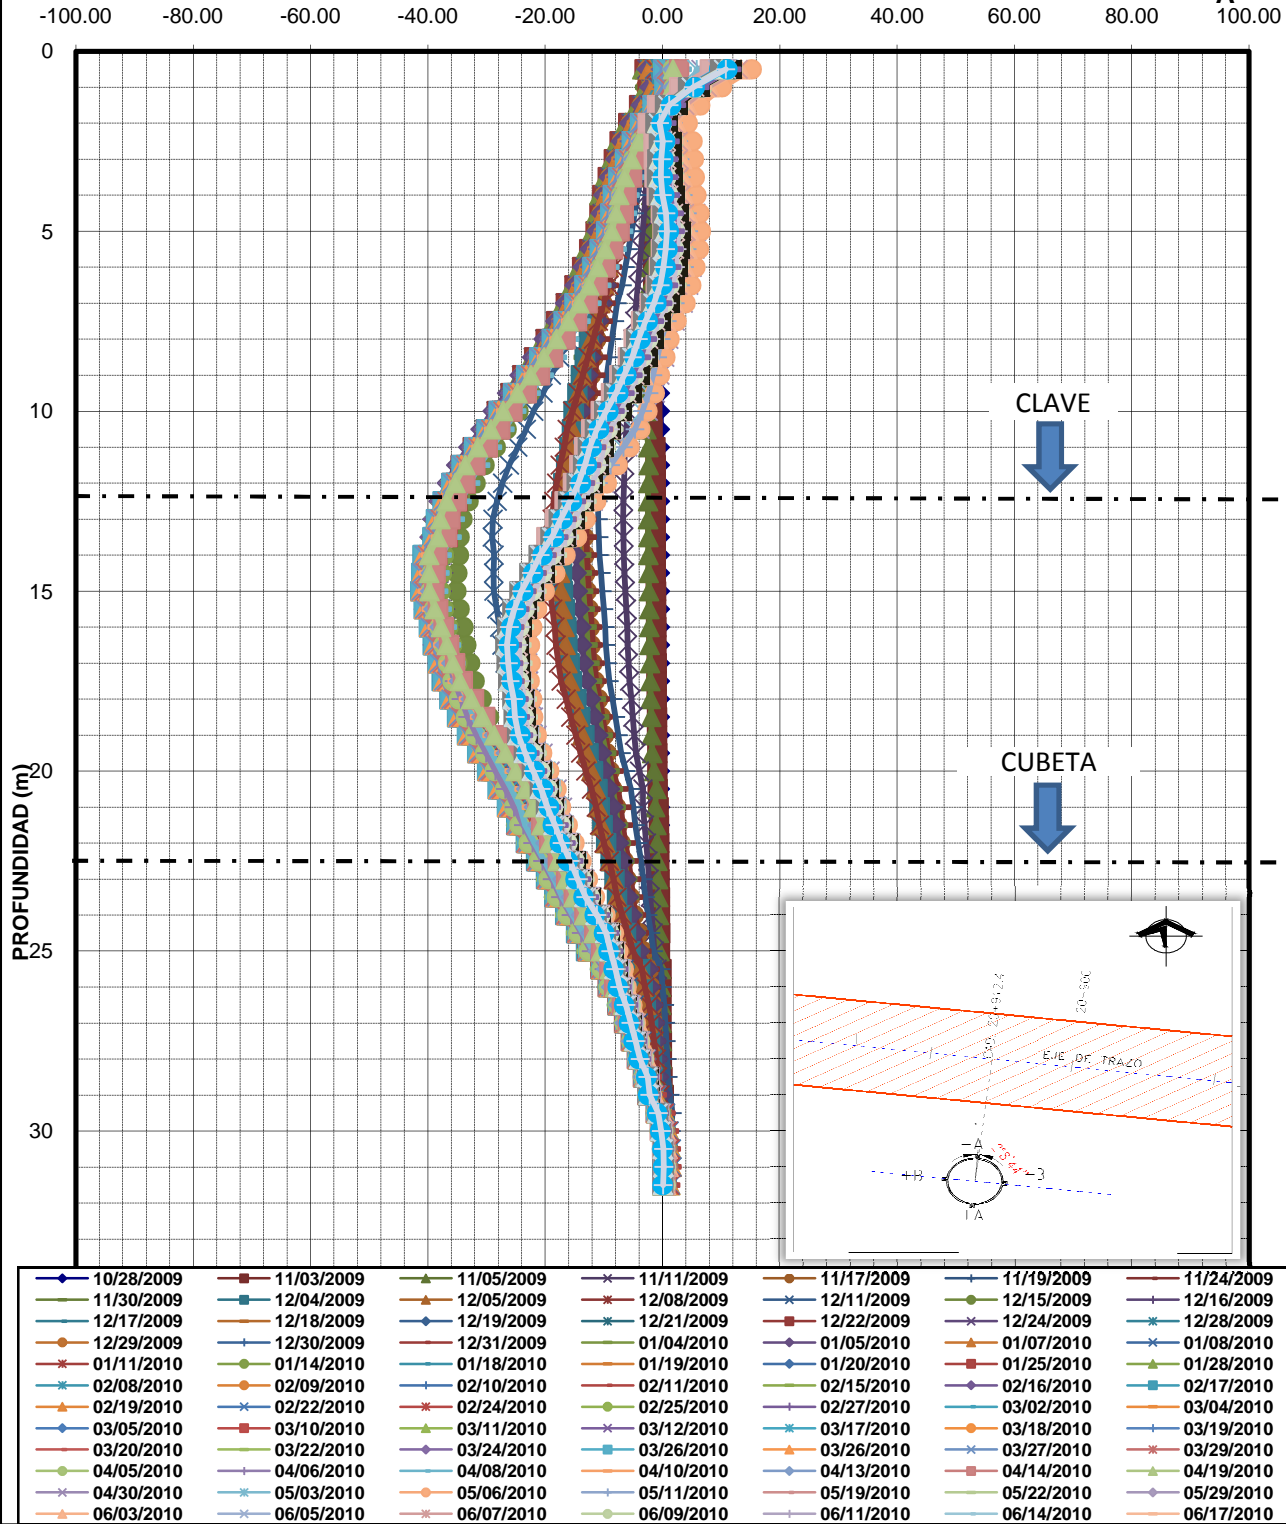 -100.00 -80.00 -60.00 -40.00 -20.00 0.00 20.00 40.00 60.00 80.00 100.00
0
5
10
15
20
25
30
PROFUNDIDAD (m)
CLAVE
CUBETA
20+900
EJE DE TRAZO
-A
+B
-B
+A
10/28/2009 11/03/2009 11/05/2009 11/11/2009 11/17/2009 11/19/2009 11/24/2009
11/30/2009 12/04/2009 12/05/2009 12/08/2009 12/11/2009 12/15/2009 12/16/2009
12/17/2009 12/18/2009 12/19/2009 12/21/2009 12/22/2009 12/24/2009 12/28/2009
12/29/2009 12/30/2009 12/31/2009 01/04/2010 01/05/2010 01/07/2010 01/08/2010
01/11/2010 01/14/2010 01/18/2010 01/19/2010 01/20/2010 01/25/2010 01/28/2010
02/08/2010 02/09/2010 02/10/2010 02/11/2010 02/15/2010 02/16/2010 02/17/2010
02/19/2010 02/22/2010 02/24/2010 02/25/2010 02/27/2010 03/02/2010 03/04/2010
03/05/2010 03/10/2010 03/11/2010 03/12/2010 03/17/2010 03/18/2010 03/19/2010
03/20/2010 03/22/2010 03/24/2010 03/26/2010 03/26/2010 03/27/2010 03/29/2010
04/05/2010 04/06/2010 04/08/2010 04/10/2010 04/13/2010 04/14/2010 04/19/2010
04/30/2010 05/03/2010 05/06/2010 05/11/2010 05/19/2010 05/22/2010 05/29/2010
06/03/2010 06/05/2010 06/07/2010 06/09/2010 06/11/2010 06/14/2010 06/17/2010